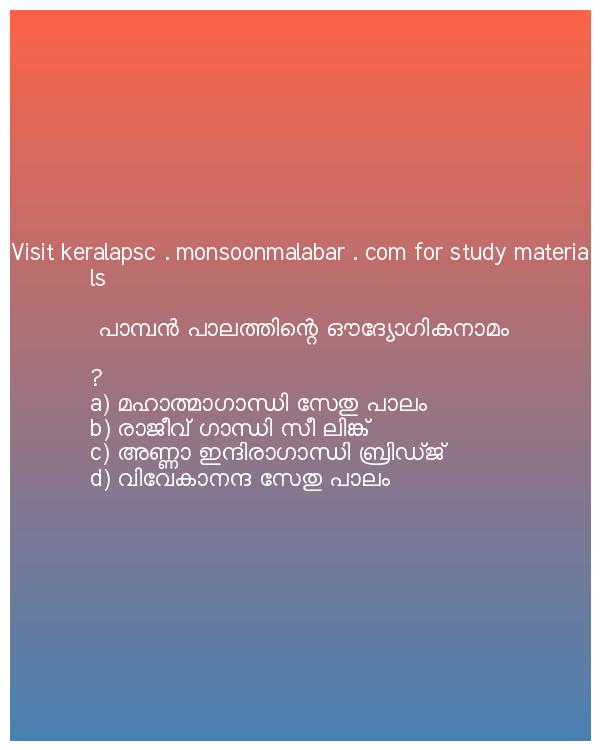 Visit keralapsc . monsoonmalabar . com for study materia
ls
പാമ്പൻ പാലത്തിന്റെ ഔദ്യോഗികനാമം
?
a) മഹാത്മാഗാന്ധി സേതു പാലം
b) രാജീവ് ഗാന്ധി സീ ലിങ്ക്
c) അണ്ണാ ഇന്ദിരാഗാന്ധി ബ്രിഡ്ജ്
d) വിവേകാനന്ദ സേതു പാലം